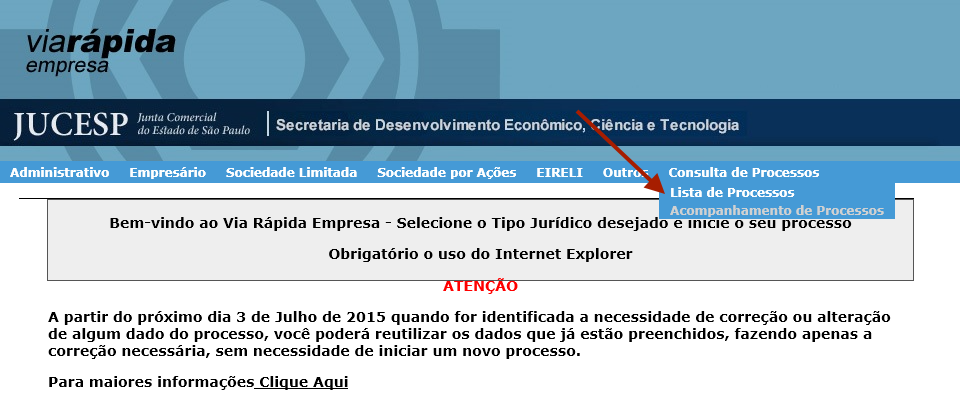 viarápida
empresa
JUCESP Junta Comercial
do Estado de São Paulo
Secretaria de Desenvolvimento Econômico, Ciência e Tecnologia
Administrativo Empresário Sociedade Limitada Sociedade por Ações EIRELI Outros Consulta de Processos
Lista de Processos
Acompanhamento de Processos
Bem-vindo ao Via Rápida Empresa - Selecione o Tipo Jurídico desejado e inicie o seu processo
Obrigatório o uso do Internet Explorer
ATENÇÃO
A partir do próximo dia 3 de Julho de 2015 quando for identificada a necessidade de correção ou alteração
de algum dado do processo, você poderá reutilizar os dados que já estão preenchidos, fazendo apenas a
correção necessária, sem necessidade de iniciar um novo processo.
Para maiores informações Clique Aqui